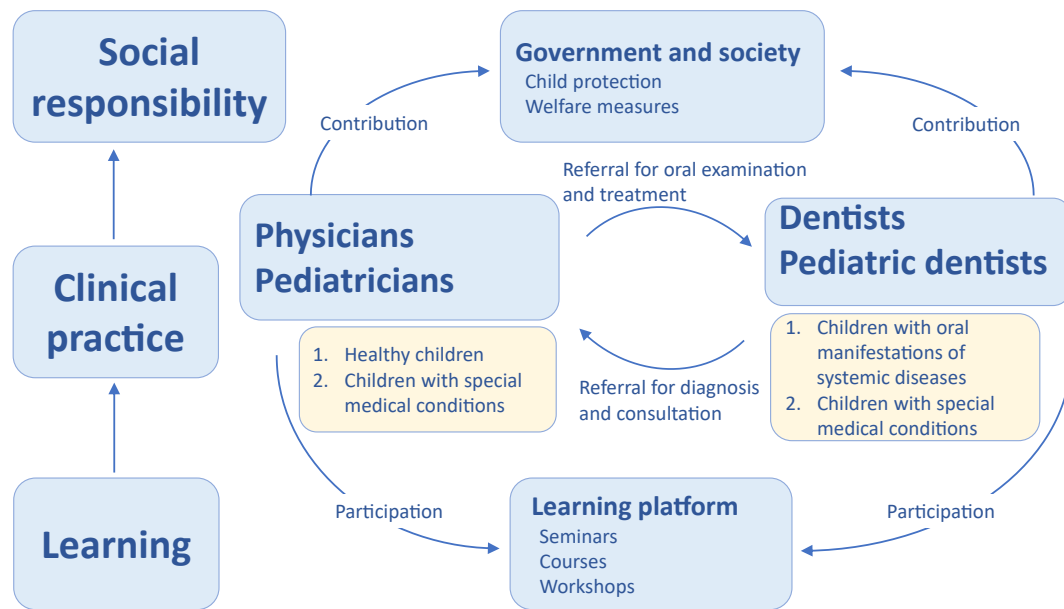 Social
responsibility
Clinical
practice
Learning
Government and society
Child protection
Welfare measures
Contribution
Contribution
Referral for oral examination
and treatment
Physicians
Pediatricians
Dentists
Pediatric dentists
1. Healthy children
2. Children with special
medical conditions
Referral for diagnosis
and consultation
1. Children with oral
manifestations of
systemic diseases
2. Children with special
medical conditions
Participation
Participation
Learning platform
Seminars
Courses
Workshops